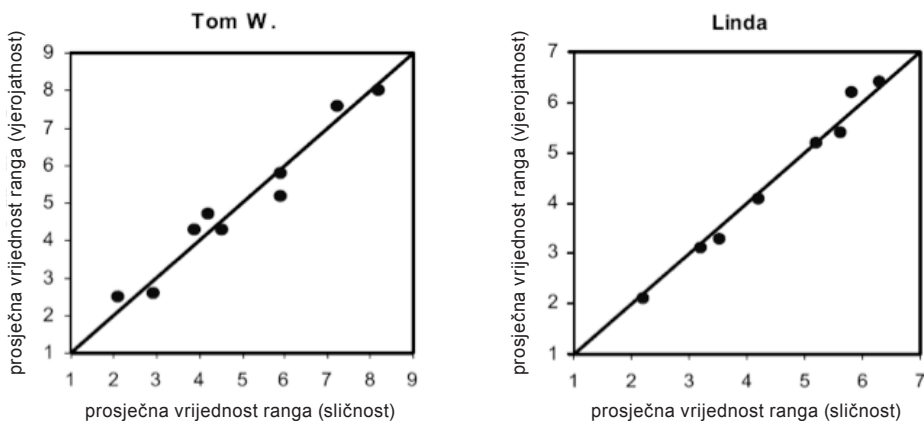 Tom W.
prosječna vrijednost ranga (vjerojatnost)
9
8
7
6
5
4
3
2
1
1 2 3 4 5 6 7 8 9
prosječna vrijednost ranga (sličnost)
Linda
prosječna vrijednost ranga (vjerojatnost)
7
6
5
4
3
2
1
1 2 3 4 5 6 7
prosječna vrijednost ranga (sličnost)